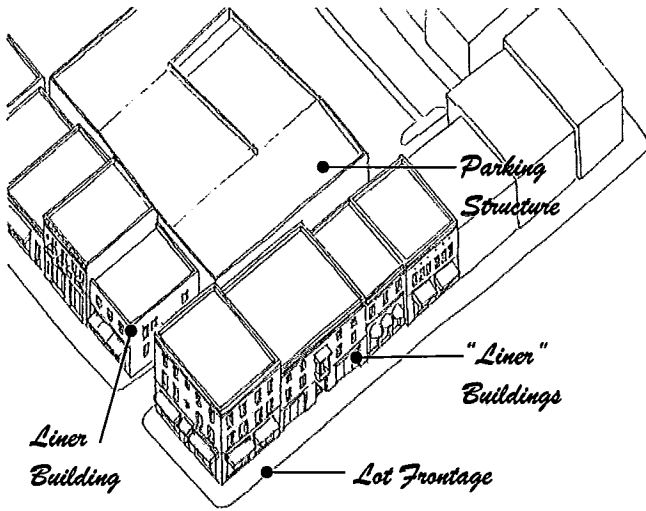 Parking
Structure
"Liner"
Buildings
Liner
Building
Lot Frontage